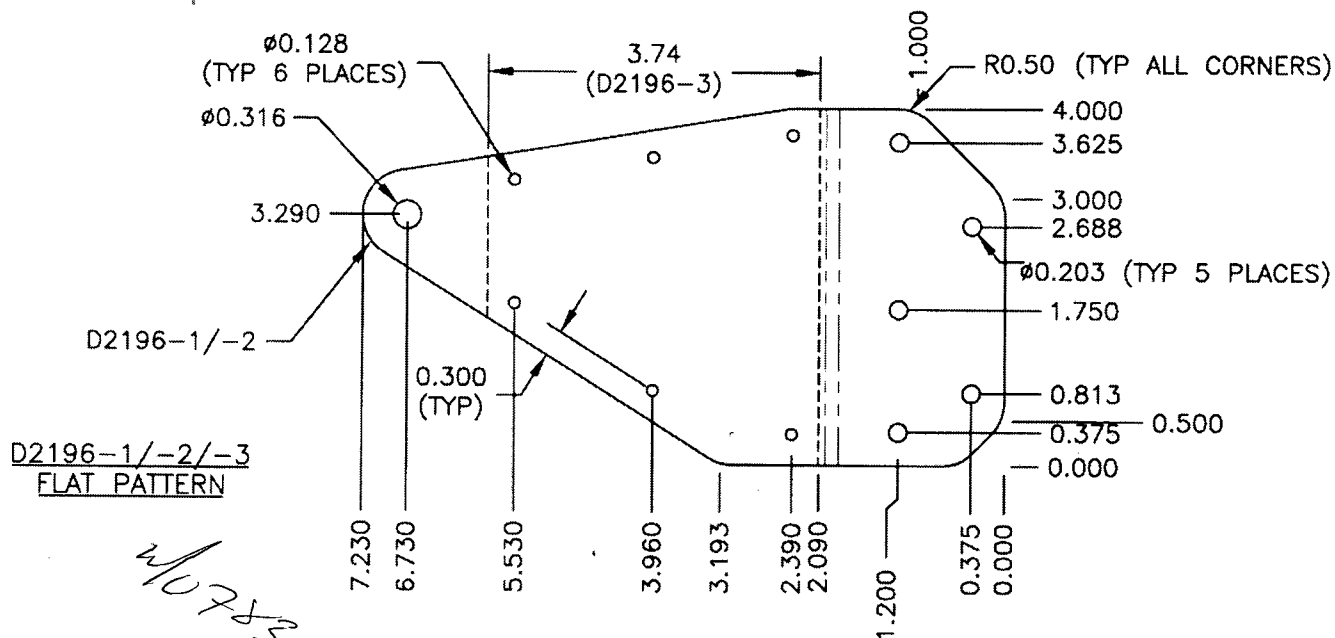 ø0.128
(TYP 6 PLACES)
3.74
(D2196-3)
1.000
R0.50 (TYP ALL CORNERS)
ø0.316
4.000
3.625
3.290
3.000
2.688
ø0.203 (TYP 5 PLACES)
1.750
D2196-1/-2
0.300
(TYP)
0.813
0.500
0.375
0.000
D2196-1/-2/-3
FLAT PATTERN
7.230
6.730
5.530
3.960
3.193
2.390
2.090
1.200
0.375
0.000